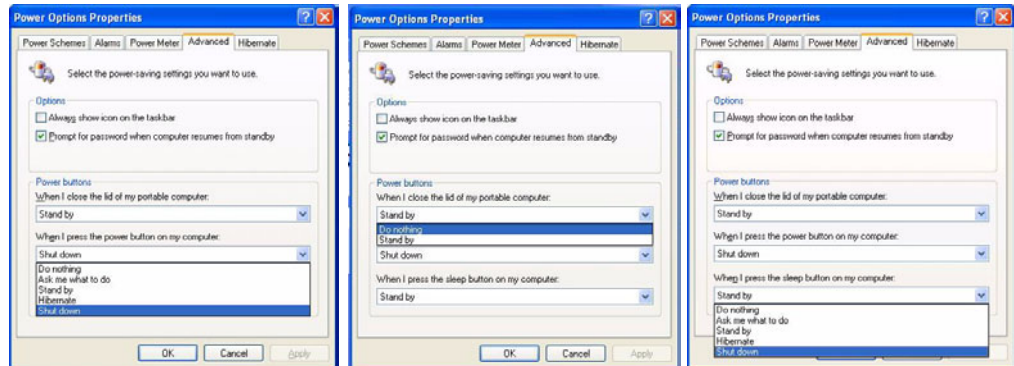 Power Options Properties
Power Schemes Alarms Power Meter Advanced Hibernate
Select the power-saving settings you want to use.
Options
Always show icon on the taskbar
Prompt for password when computer resumes from standby
Power buttons
When I close the lid of my portable computer:
Stand by
When I press the power button on my computer:
Shut down
Do nothing
Ask me what to do
Stand by
Hibernate
Shut down
OK Cancel Apply
Power Options Properties
Power Schemes Alarms Power Meter Advanced Hibernate
Select the power-saving settings you want to use.
Options
Always show icon on the taskbar
Prompt for password when computer resumes from standby
Power buttons
When I close the lid of my portable computer:
Stand by
Do nothing
Stand by
Shut down
When I press the sleep button on my computer:
Stand by
OK Cancel Apply
Power Options Properties
Power Schemes Alarms Power Meter Advanced Hibernate
Select the power-saving settings you want to use.
Options
Always show icon on the taskbar
Prompt for password when computer resumes from standby
Power buttons
When I close the lid of my portable computer:
Stand by
When I press the power button on my computer:
Shut down
When I press the sleep button on my computer:
Stand by
Do nothing
Ask me what to do
Stand by
Hibernate
Shut down